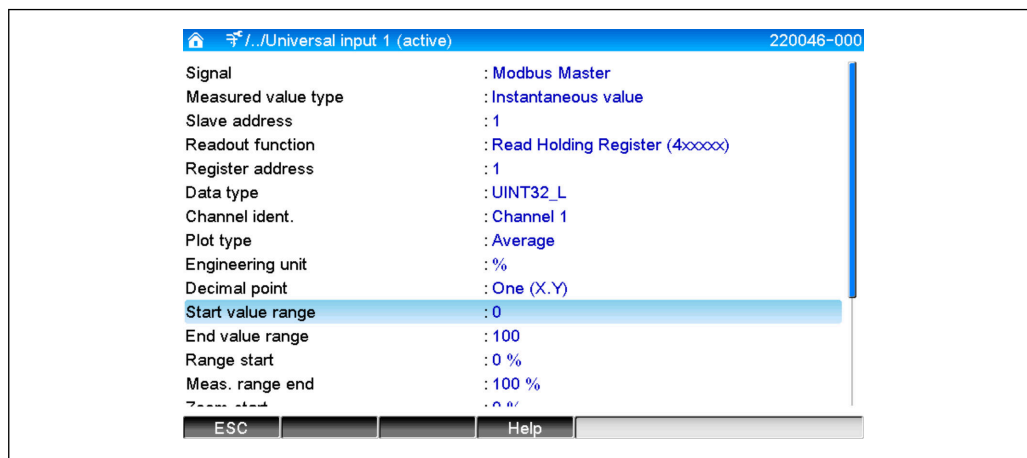 /../Universal input 1 (active) 220046-000
Signal : Modbus Master
Measured value type : Instantaneous value
Slave address : 1
Readout function : Read Holding Register (4xxxxx)
Register address : 1
Data type : UINT32_L
Channel ident. : Channel 1
Plot type : Average
Engineering unit : %
Decimal point : One (X.Y)
Start value range : 0
End value range : 100
Range start : 0 %
Meas. range end : 100 %
Zoom start : 0 %
ESC Help